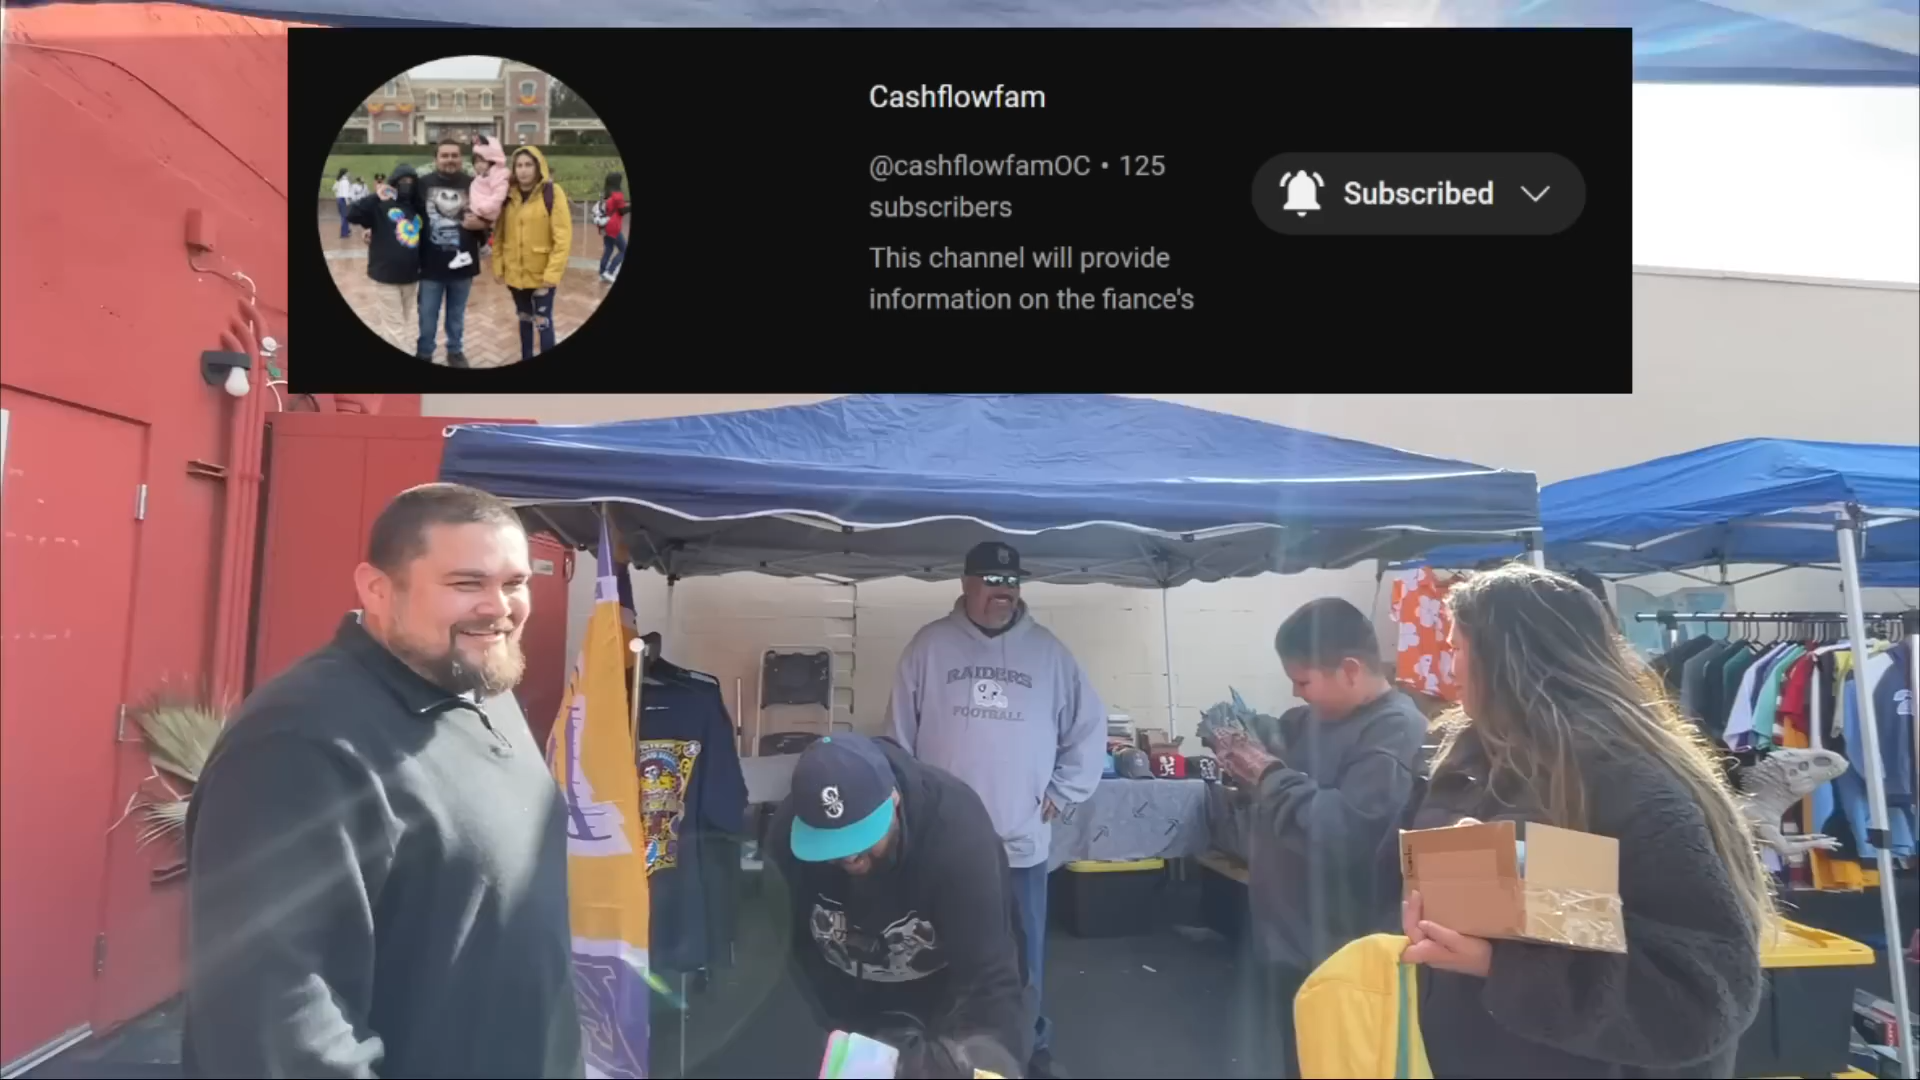 Cashflowfam
@cashflowfamOC • 125
subscribers
Subscribed
This channel will provide
information on the fiance's
RAIDERS
FOOTBALL